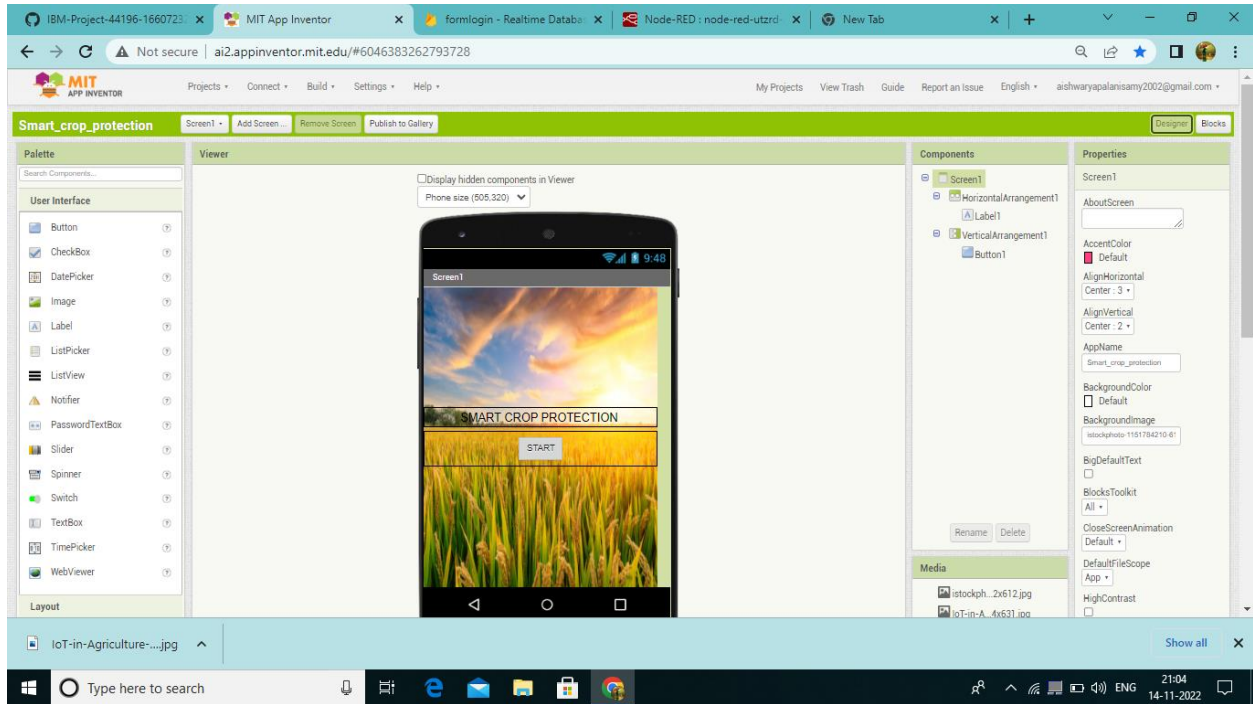 IBM-Project-44196-1660723
MIT App Inventor
formlogin - Realtime Databa
Node-RED : node-red-utzrd-
New Tab
Not secure | ai2.appinventor.mit.edu/#6046383262793728
MIT
APP INVENTOR
Projects
Connect
Build
Settings
Help
My Projects
View Trash
Guide
Report an Issue
English
aishwaryapalanisamy2002@gmail.com
Smart_crop_protection
Screen1
Add Screen ...
Remove Screen
Publish to Gallery
Designer
Blocks
Palette
Search Components...
User Interface
Button
CheckBox
DatePicker
Image
Label
ListPicker
ListView
Notifier
PasswordTextBox
Slider
Spinner
Switch
TextBox
TimePicker
WebViewer
Layout
Viewer
Display hidden components in Viewer
Phone size (505,320)
9:48
Screen1
SMART CROP PROTECTION
START
Components
Screen1
HorizontalArrangement1
Label1
VerticalArrangement1
Button1
Rename
Delete
Media
istockph...2x612.jpg
IoT-in-A...4x631.jpg
Properties
Screen1
AboutScreen
AccentColor
Default
AlignHorizontal
Center : 3
AlignVertical
Center : 2
AppName
Smart_crop_protection
BackgroundColor
Default
BackgroundImage
istockphoto-1151784210-6
BigDefaultText
BlocksToolkit
All
CloseScreenAnimation
Default
DefaultFileScope
App
HighContrast
IoT-in-Agriculture-....jpg
Show all
Type here to search
ENG
21:04
14-11-2022